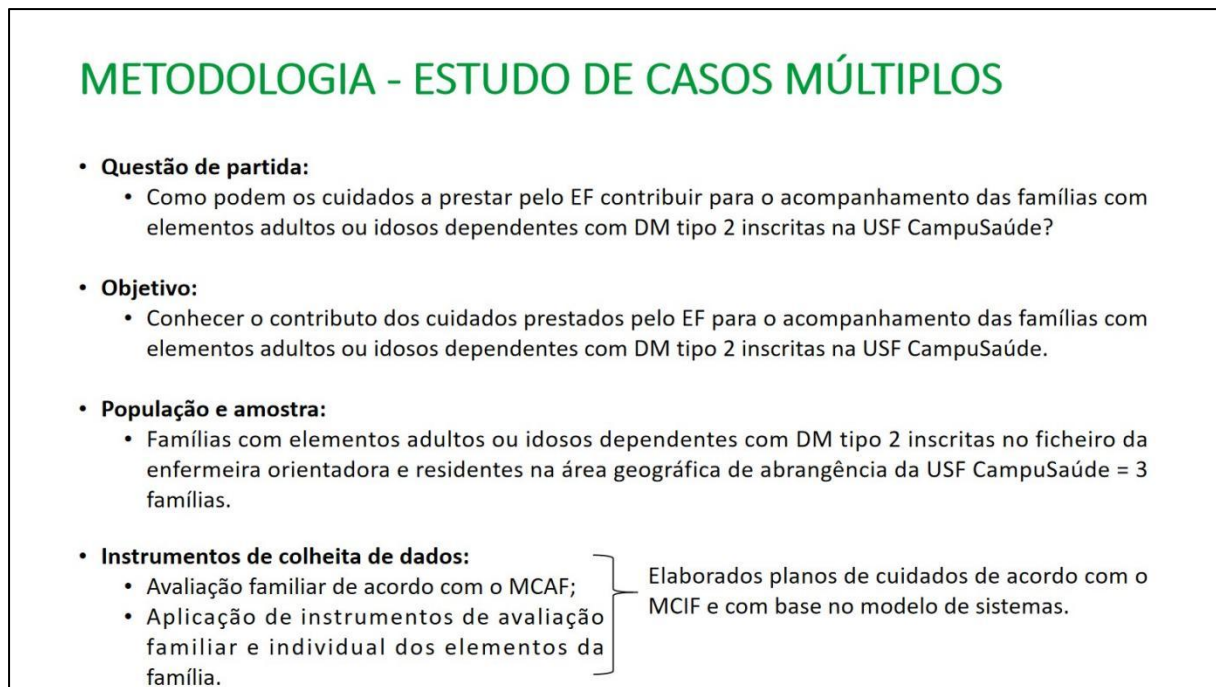 METODOLOGIA - ESTUDO DE CASOS MÚLTIPLOS
• Questão de partida:
• Como podem os cuidados a prestar pelo EF contribuir para o acompanhamento das famílias com
elementos adultos ou idosos dependentes com DM tipo 2 inscritas na USF CampuSaúde?
• Objetivo:
• Conhecer o contributo dos cuidados prestados pelo EF para o acompanhamento das famílias com
elementos adultos ou idosos dependentes com DM tipo 2 inscritas na USF CampuSaúde.
• População e amostra:
• Famílias com elementos adultos ou idosos dependentes com DM tipo 2 inscritas no ficheiro da
enfermeira orientadora e residentes na área geográfica de abrangência da USF CampuSaúde = 3
famílias.
• Instrumentos de colheita de dados:
• Avaliação familiar de acordo com o MCAF;
• Aplicação de instrumentos de avaliação
familiar e individual dos elementos da
família.
Elaborados planos de cuidados de acordo com o
MCIF e com base no modelo de sistemas.